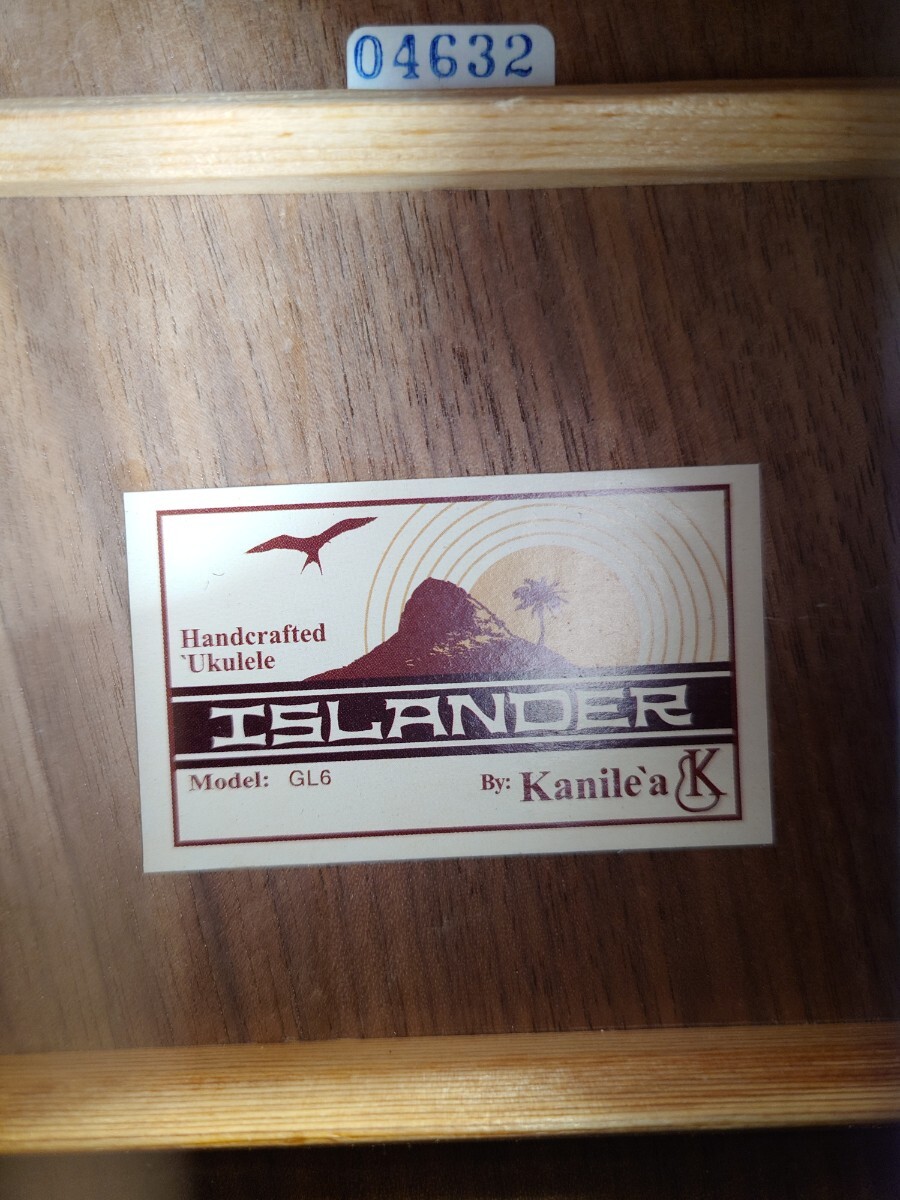 04632
Handcrafted
`Ukulele
ISLANDER
Model: GL6
By: Kanile`a K